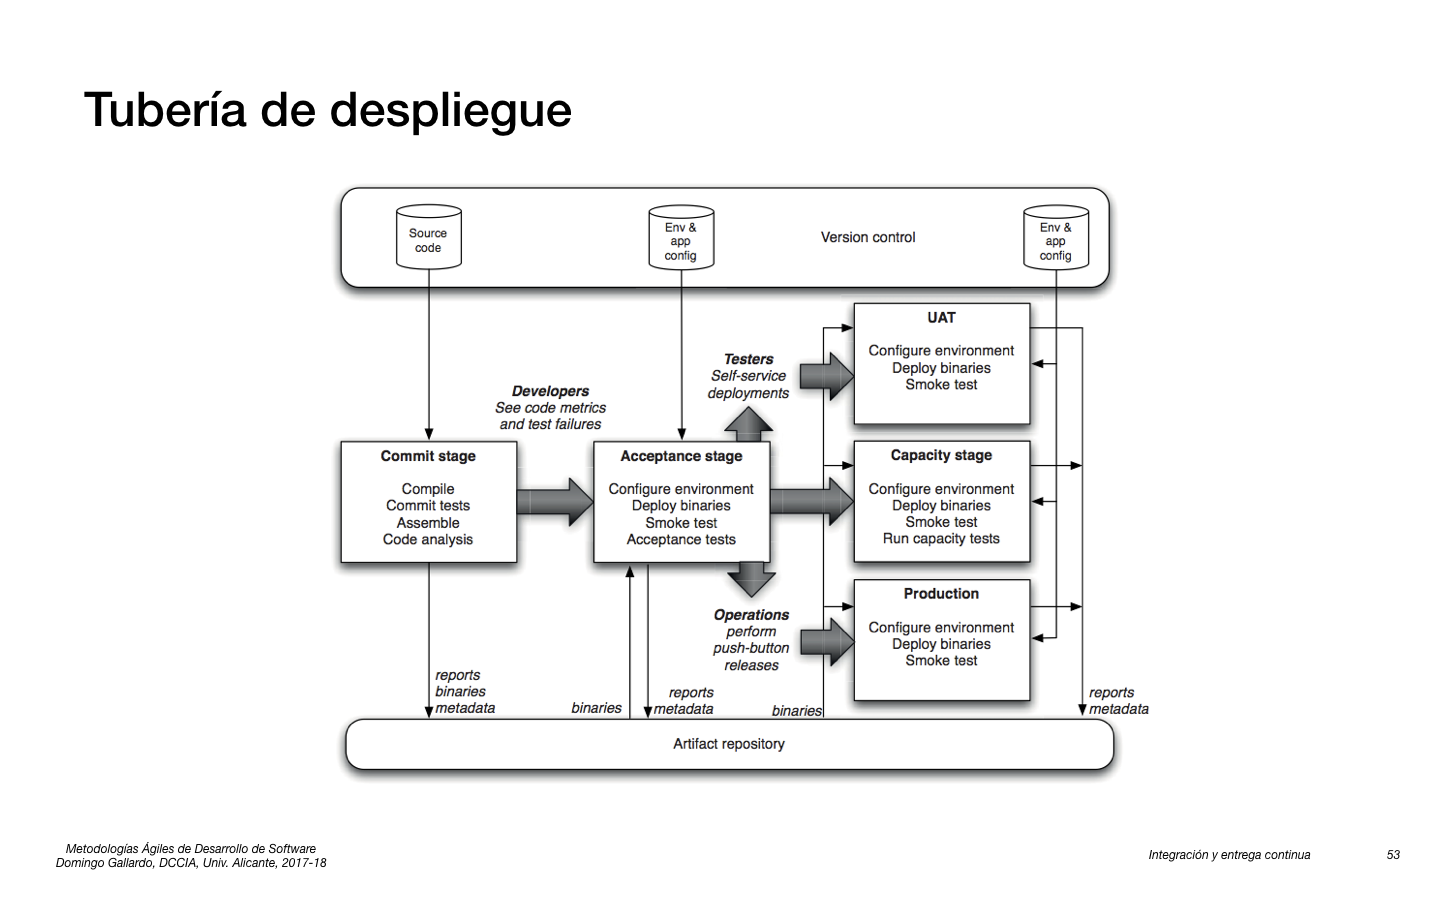 Tubería de despliegue
Source
code
Env &
app
config
Version control
Env &
app
config
UAT
Configure environment
Deploy binaries
Smoke test
Testers
Self-service
deployments
Developers
See code metrics
and test failures
Commit stage
Compile
Commit tests
Assemble
Code analysis
Acceptance stage
Configure environment
Deploy binaries
Smoke test
Acceptance tests
Capacity stage
Configure environment
Deploy binaries
Smoke test
Run capacity tests
Operations
perform
push-button
releases
Production
Configure environment
Deploy binaries
Smoke test
reports
binaries
metadata
binaries
reports
metadata
binaries
reports
metadata
Artifact repository
Metodologías Ágiles de Desarrollo de Software
Domingo Gallardo, DCCIA, Univ. Alicante, 2017-18
Integración y entrega continua
53